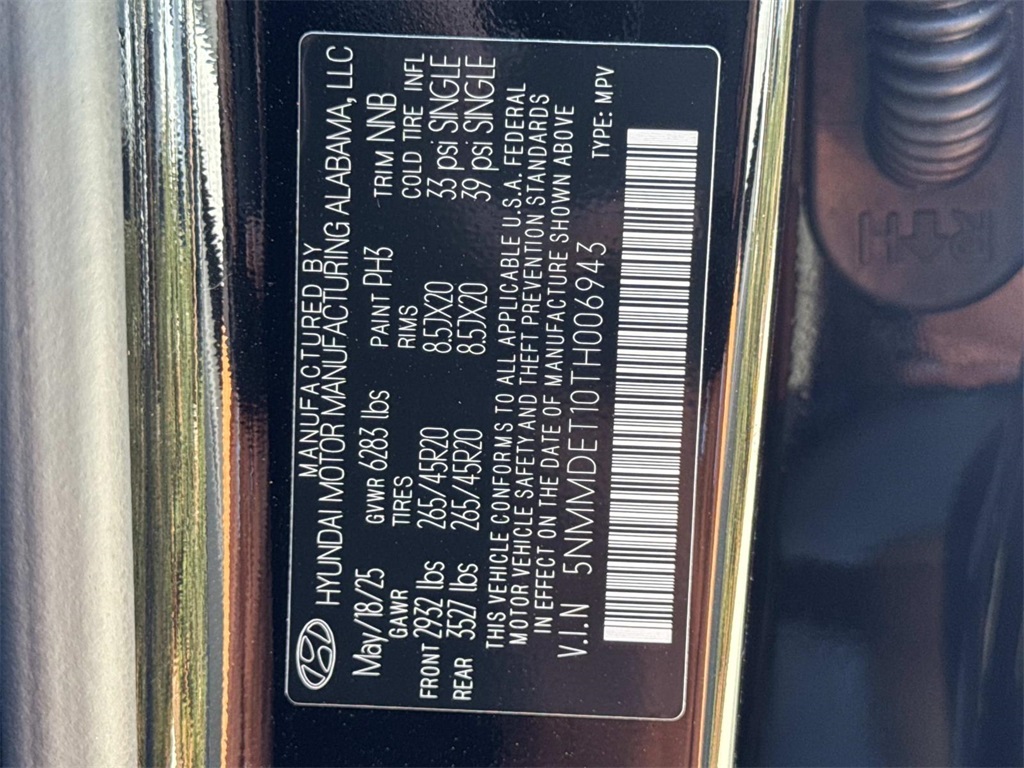 MANUFACTURED BY
HYUNDAI MOTOR MANUFACTURING ALABAMA, LLC
May/18/25 GVWR 6283 lbs PAINT PH3 TRIM NNB
GAWR TIRES RIMS COLD TIRE INFL
FRONT 2932 lbs 265/45R20 8.5JX20 33 psi SINGLE
REAR 3527 lbs 265/45R20 8.5JX20 39 psi SINGLE
THIS VEHICLE CONFORMS TO ALL APPLICABLE U.S.A. FEDERAL
MOTOR VEHICLE SAFETY AND THEFT PREVENTION STANDARDS
IN EFFECT ON THE DATE OF MANUFACTURE SHOWN ABOVE
V.I.N 5NMMDET10TH006943 TYPE: MPV